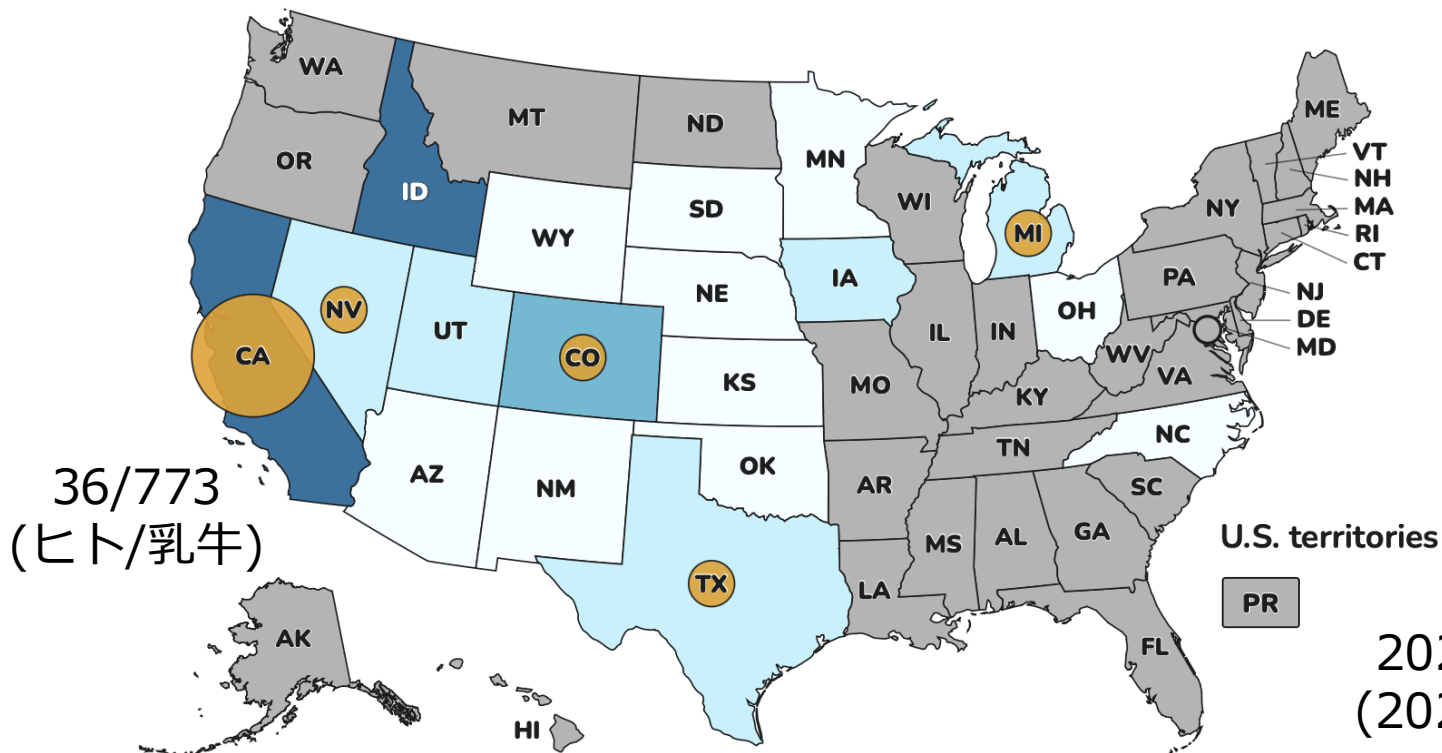 WA
MT
ND
MN
ME
VT
NH
OR
ID
SD
WI
NY
MA
RI
MI
CT
WY
IA
PA
NJ
NV
UT
NE
OH
DE
IL
IN
MD
CA
CO
WV
KS
MO
VA
KY
NC
TN
AZ
NM
OK
AR
SC
36/773
(ヒト/乳牛)
MS
AL
GA
U.S. territories
TX
LA
PR
AK
FL
HI